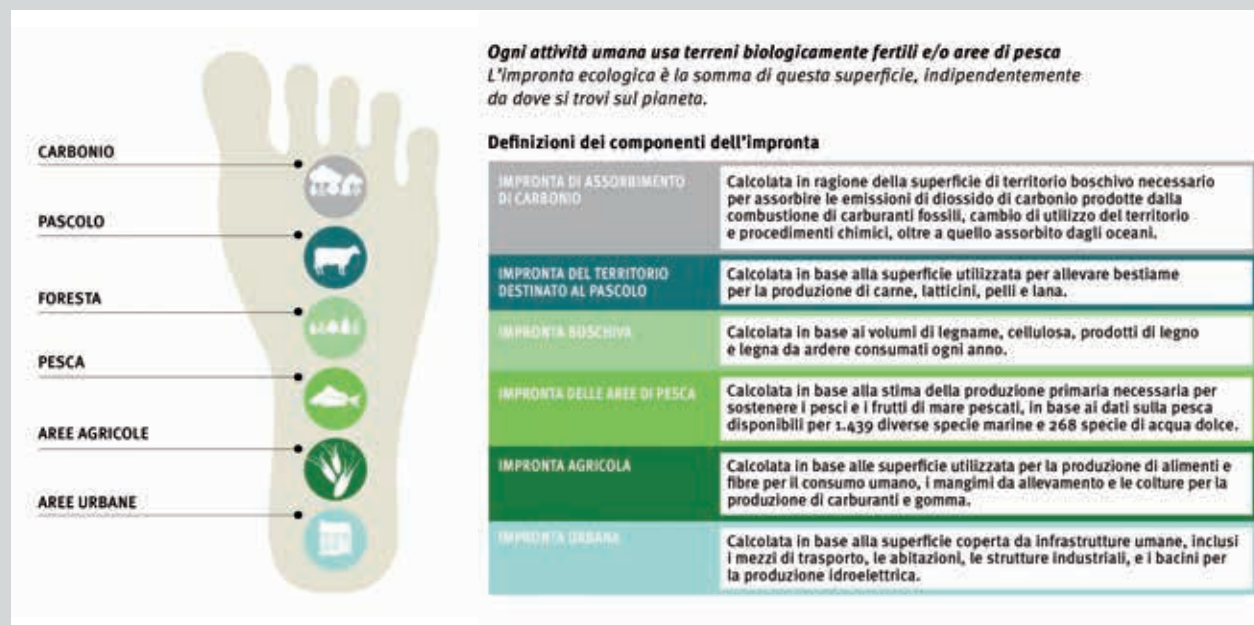 CARBONIO
PASCOLO
FORESTA
PESCA
AREE AGRICOLE
AREE URBANE
Ogni attività umana usa terreni biologicamente fertili e/o aree di pesca
L'impronta ecologica è la somma di questa superficie, indipendentemente
da dove si trovi sul pianeta.
Definizioni dei componenti dell'impronta
IMPRONTA DI ASSORBIMENTO
DI CARBONIO
Calcolata in ragione della superficie di territorio boschivo necessario
per assorbire le emissioni di diossido di carbonio prodotte dalla
combustione di carburanti fossili, cambio di utilizzo del territorio
e procedimenti chimici, oltre a quello assorbito dagli oceani.
IMPRONTA DEL TERRITORIO
DESTINATO AL PASCOLO
Calcolata in base alla superficie utilizzata per allevare bestiame
per la produzione di carne, latticini, pelli e lana.
IMPRONTA BOSCHIVA
Calcolata in base ai volumi di legname, cellulosa, prodotti di legno
e legna da ardere consumati ogni anno.
IMPRONTA DELLE AREE DI PESCA
Calcolata in base alla stima della produzione primaria necessaria per
sostenere i pesci e i frutti di mare pescati, in base ai dati sulla pesca
disponibili per 1.439 diverse specie marine e 268 specie di acqua dolce.
IMPRONTA AGRICOLA
Calcolata in base alle superficie utilizzata per la produzione di alimenti e
fibre per il consumo umano, i mangimi da allevamento e le colture per la
produzione di carburanti e gomma.
IMPRONTA URBANA
Calcolata in base alla superficie coperta da infrastrutture umane, inclusi
i mezzi di trasporto, le abitazioni, le strutture industriali, e i bacini per
la produzione idroelettrica.